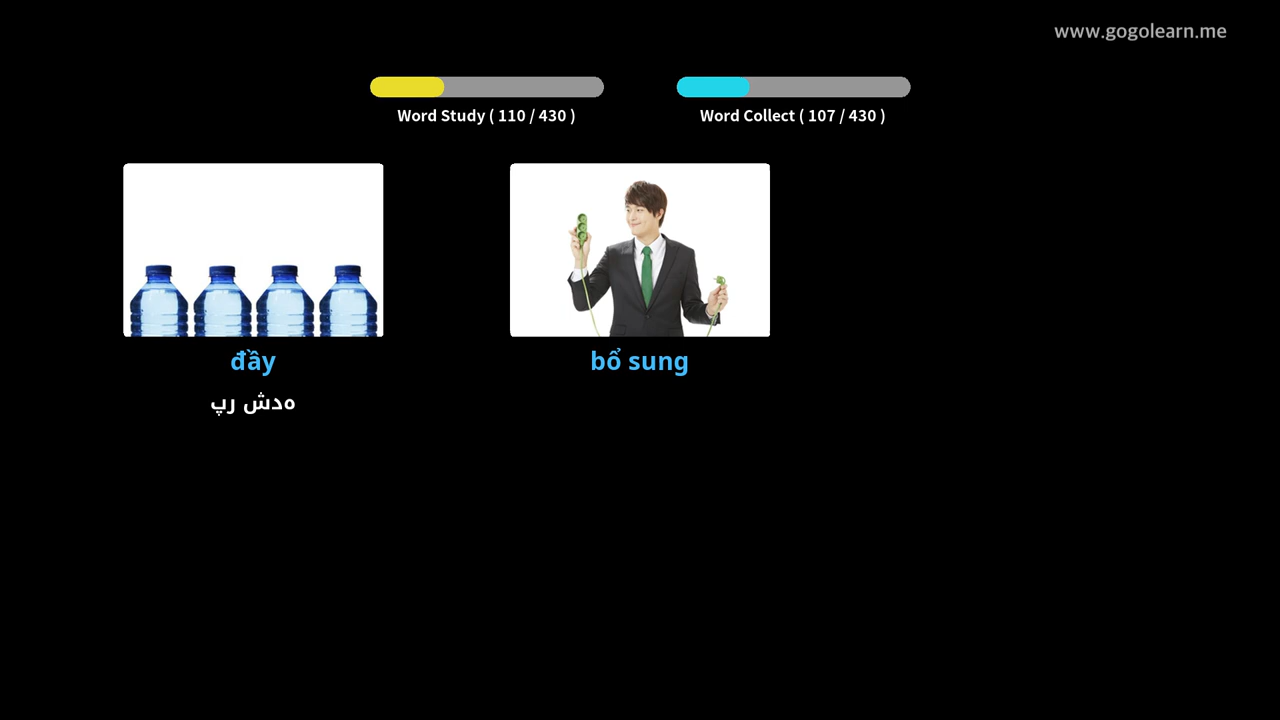 www.gogolearn.me
Word Study ( 110 / 430 )
Word Collect ( 107 / 430 )
đầy
bổ sung
پر شده